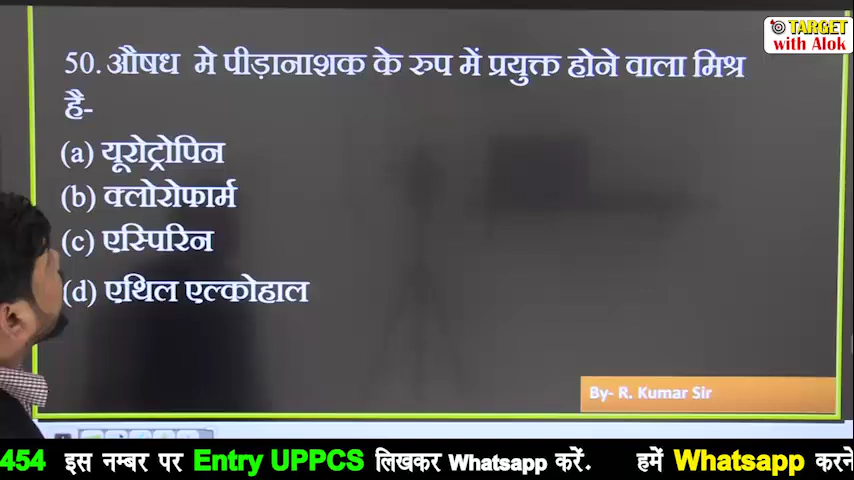 TARGET
with Alok
50. औषध मे पीड़ानाशक के रुप में प्रयुक्त होने वाला मिश्र
है-
(a) यूरोट्रोपिन
(b) क्लोरोफार्म
(c) एस्पिरिन
(d) एथिल एल्कोहाल
By- R. Kumar Sir
454 इस नम्बर पर Entry UPPCS लिखकर Whatsapp करें. हमें Whatsapp करने